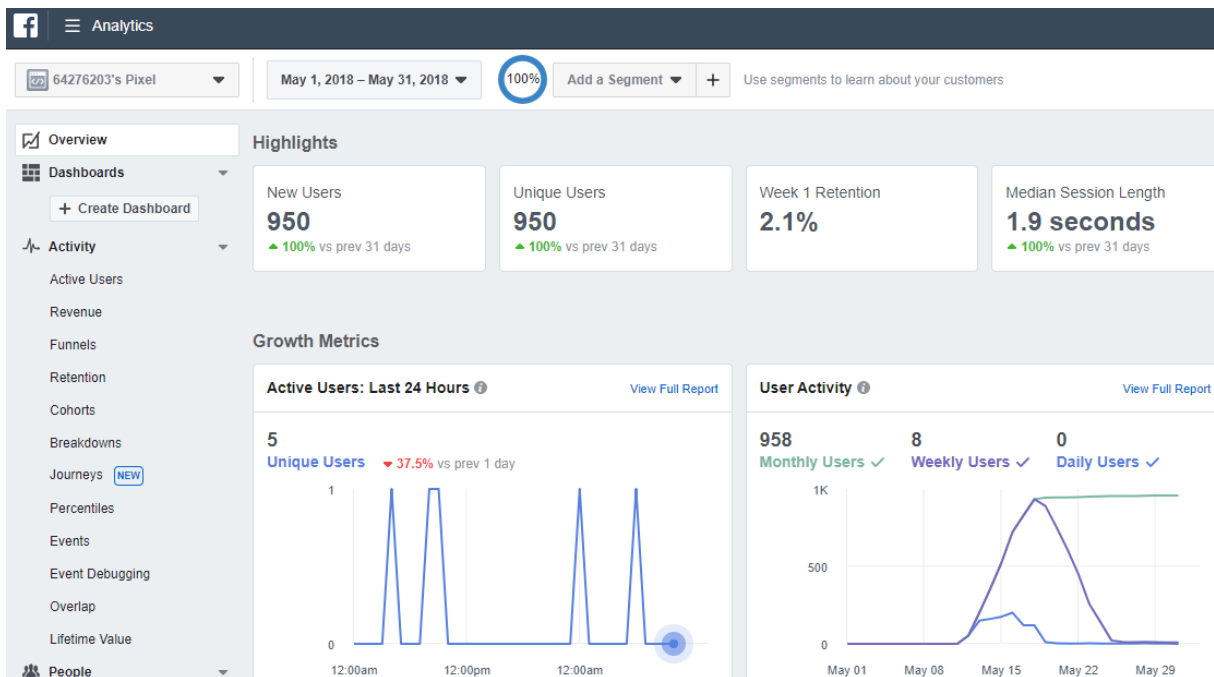 Analytics
64276203's Pixel
May 1, 2018 – May 31, 2018
100%
Add a Segment
+
Use segments to learn about your customers
Overview
Dashboards
+ Create Dashboard
Activity
Active Users
Revenue
Funnels
Retention
Cohorts
Breakdowns
Journeys NEW
Percentiles
Events
Event Debugging
Overlap
Lifetime Value
People
Highlights
New Users
950
100% vs prev 31 days
Unique Users
950
100% vs prev 31 days
Week 1 Retention
2.1%
Median Session Length
1.9 seconds
100% vs prev 31 days
Growth Metrics
Active Users: Last 24 Hours
View Full Report
5
Unique Users
37.5% vs prev 1 day
1
0
12:00am 12:00pm 12:00am
User Activity
View Full Report
958 8 0
Monthly Users Weekly Users Daily Users
1K
500
0
May 01 May 08 May 15 May 22 May 29